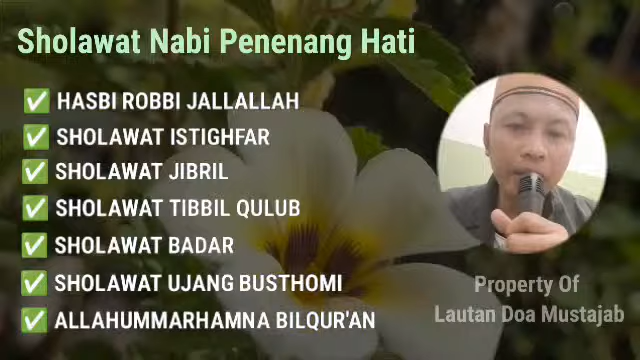 Sholawat Nabi Penenang Hati
HASBI ROBBI JALLALLAH
SHOLAWAT ISTIGHFAR
SHOLAWAT JIBRIL
SHOLAWAT TIBBIL QULUB
SHOLAWAT BADAR
SHOLAWAT UJANG BUSTHOMI
ALLAHUMMARHAMNA BILQUR'AN
Property Of
Lautan Doa Mustajab